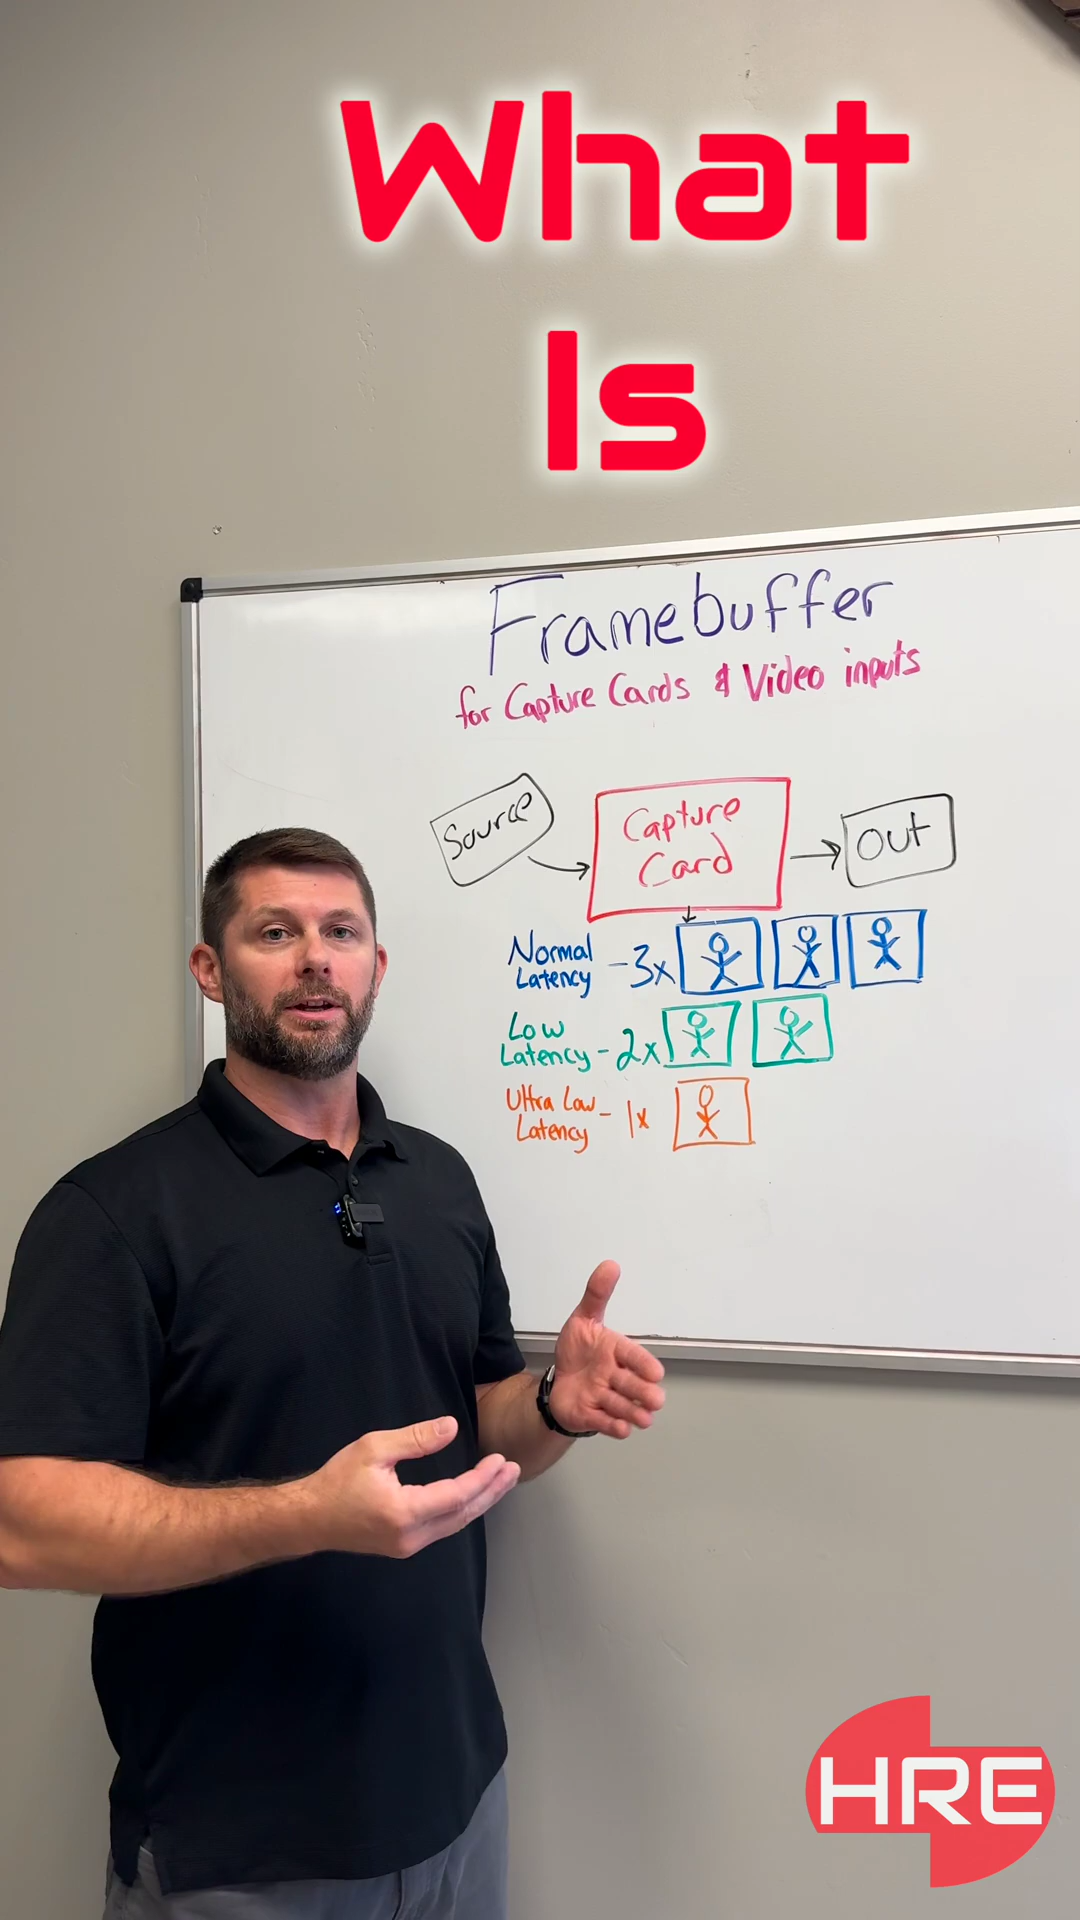 What
Is
Framebuffer
for Capture Cards & Video inputs
Source
Capture
Card
Out
Normal
Latency - 3x
Low
Latency - 2x
Ultra Low
Latency - 1x
HRE